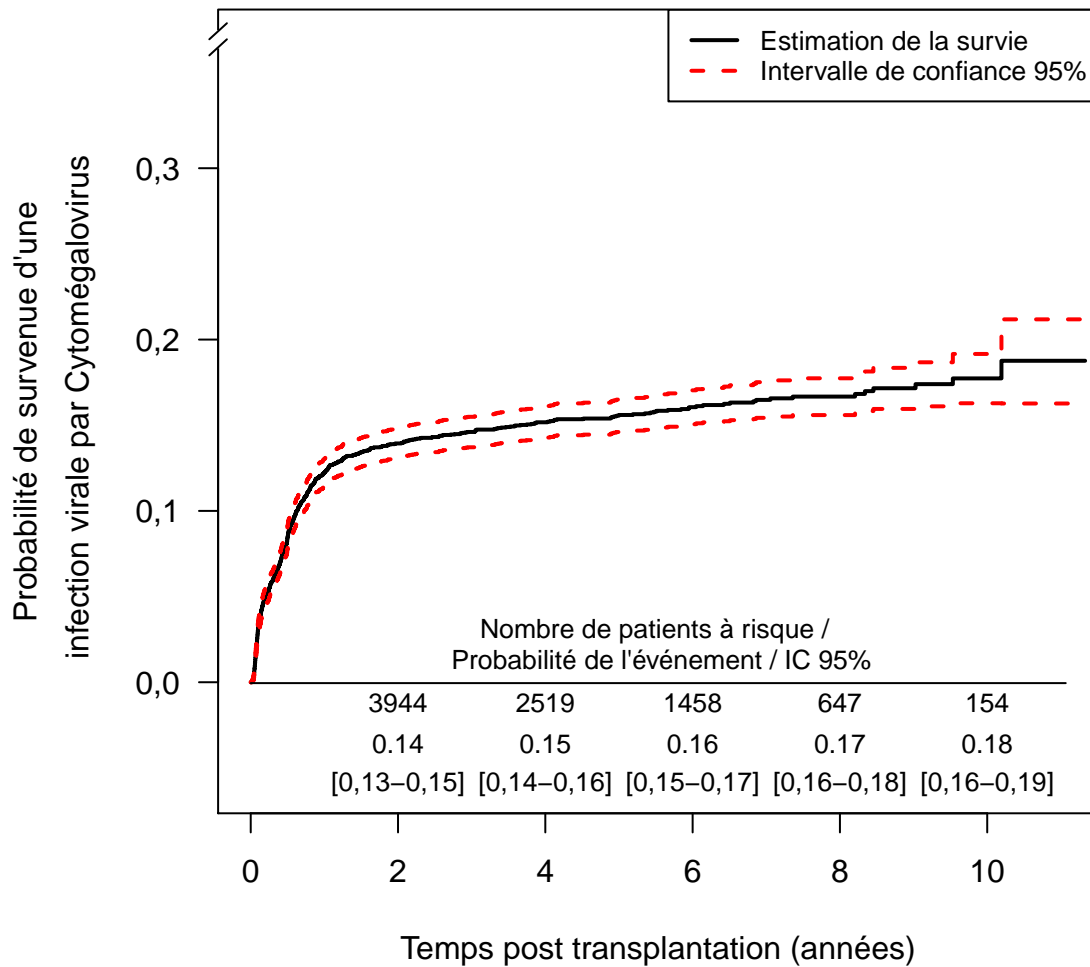 Estimation de la survie
Intervalle de confiance 95%
Probabilité de survenue d'une
infection virale par Cytomégalovirus
0,3
0,2
0,1
0,0
Nombre de patients à risque /
Probabilité de l'événement / IC 95%
3944 2519 1458 647 154
0.14 0.15 0.16 0.17 0.18
[0,13−0,15] [0,14−0,16] [0,15−0,17] [0,16−0,18] [0,16−0,19]
0 2 4 6 8 10
Temps post transplantation (années)